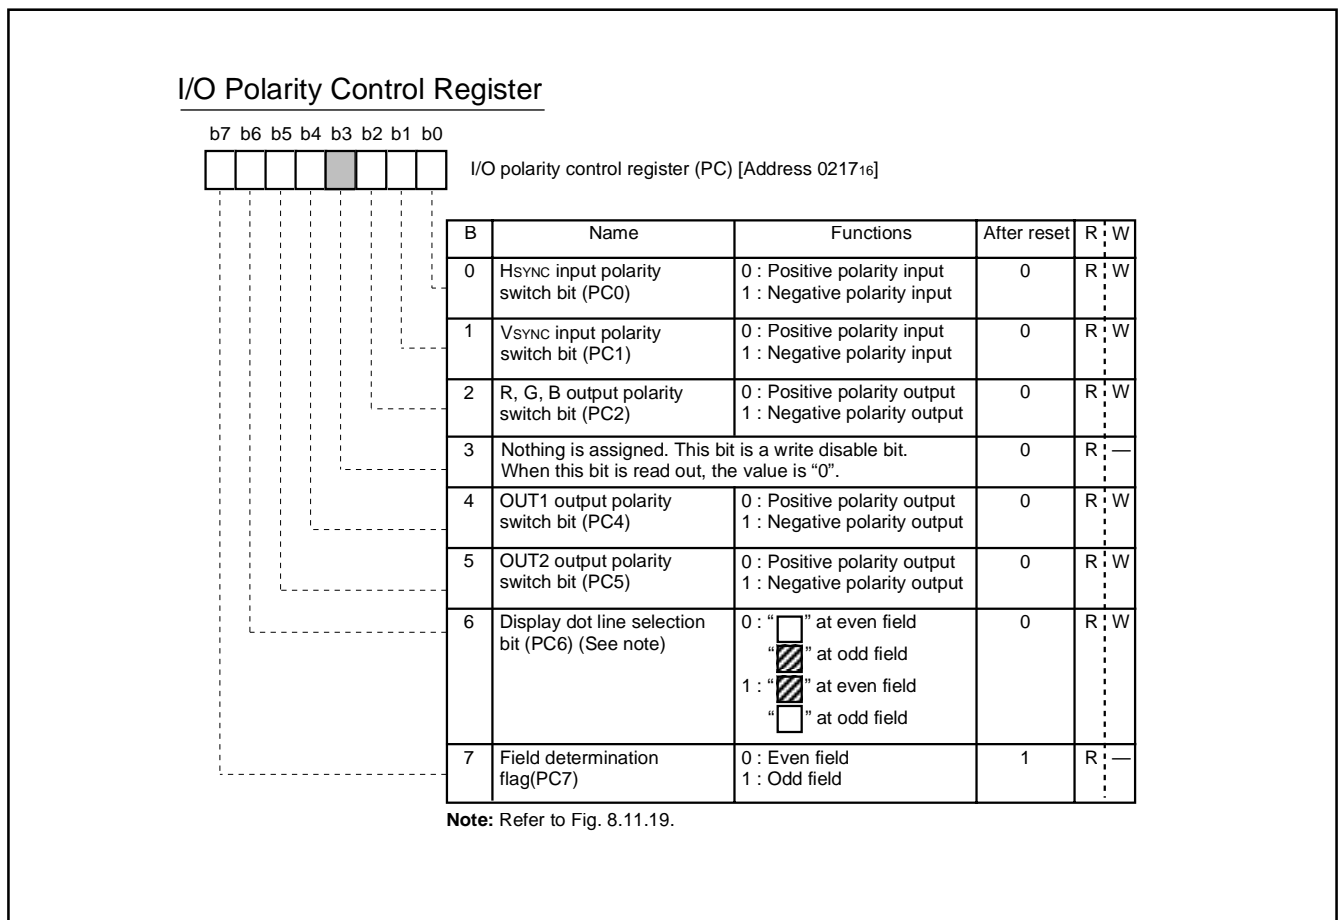 I/O Polarity Control Register
b7 b6 b5 b4 b3 b2 b1 b0
I/O polarity control register (PC) [Address 021716]
B Name Functions After reset R W
0 HSYNC input polarity switch bit (PC0) 0 : Positive polarity input 1 : Negative polarity input 0 R W
1 VSYNC input polarity switch bit (PC1) 0 : Positive polarity input 1 : Negative polarity input 0 R W
2 R, G, B output polarity switch bit (PC2) 0 : Positive polarity output 1 : Negative polarity output 0 R W
3 Nothing is assigned. This bit is a write disable bit. When this bit is read out, the value is “0”. 0 R —
4 OUT1 output polarity switch bit (PC4) 0 : Positive polarity output 1 : Negative polarity output 0 R W
5 OUT2 output polarity switch bit (PC5) 0 : Positive polarity output 1 : Negative polarity output 0 R W
6 Display dot line selection bit (PC6) (See note) 0 : “ ” at even field “ ” at odd field 1 : “ ” at even field “ ” at odd field 0 R W
7 Field determination flag(PC7) 0 : Even field 1 : Odd field 1 R —
Note: Refer to Fig. 8.11.19.